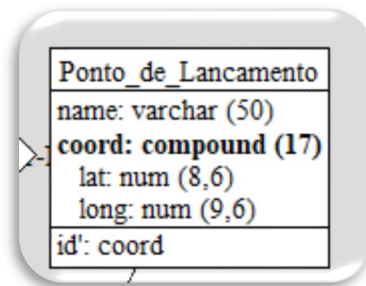 Ponto_de_Lancamento
name: varchar (50)
coord: compound (17)
lat: num (8,6)
long: num (9,6)
id': coord